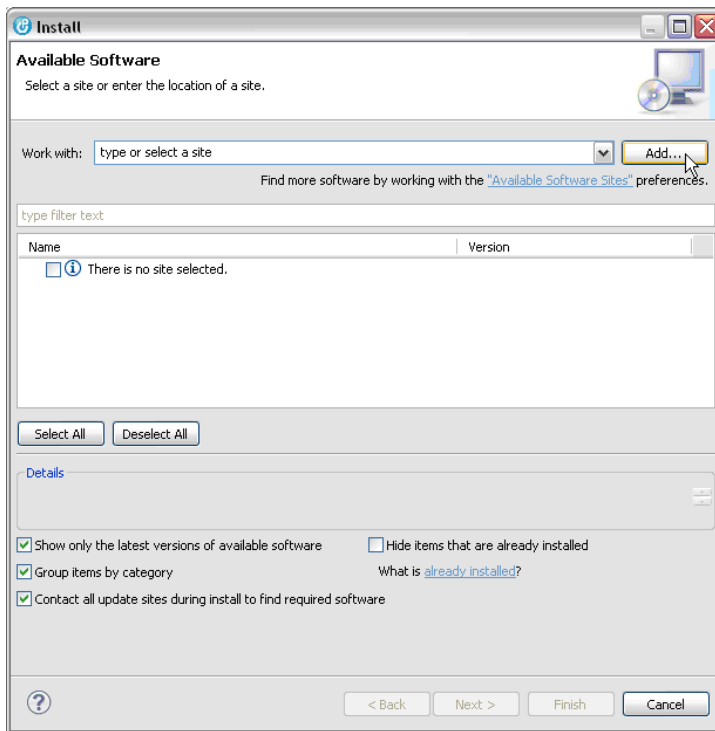 Install
Available Software
Select a site or enter the location of a site.
Work with: type or select a site Add...
Find more software by working with the "Available Software Sites" preferences.
type filter text
Name Version
There is no site selected.
Select All Deselect All
Details
Show only the latest versions of available software Hide items that are already installed
Group items by category What is already installed?
Contact all update sites during install to find required software
< Back Next > Finish Cancel